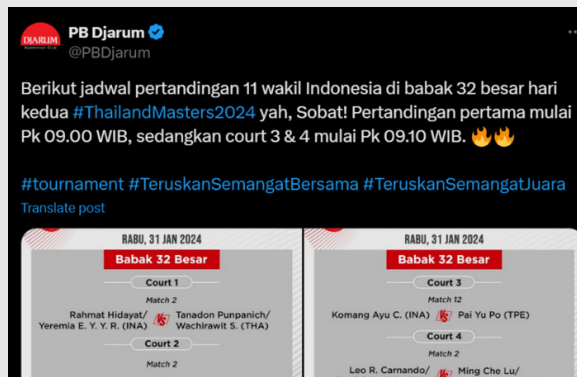 DJARUM
PB Djarum
@PBDjarum
Berikut jadwal pertandingan 11 wakil Indonesia di babak 32 besar hari
kedua #ThailandMasters2024 yah, Sobat! Pertandingan pertama mulai
Pk 09.00 WIB, sedangkan court 3 & 4 mulai Pk 09.10 WIB. 🔥🔥
#tournament #TeruskanSemangatBersama #TeruskanSemangatJuara
Translate post
RABU, 31 JAN 2024
Babak 32 Besar
Court 1
Match 2
Rahmat Hidayat/ VS Tanadon Punpanich/
Yeremia E. Y. Y. R. (INA) Wachirawit S. (THA)
Court 2
Match 2
RABU, 31 JAN 2024
Babak 32 Besar
Court 3
Match 12
Komang Ayu C. (INA) VS Pai Yu Po (TPE)
Court 4
Match 2
Leo R. Carnando/ VS Ming Che Lu/